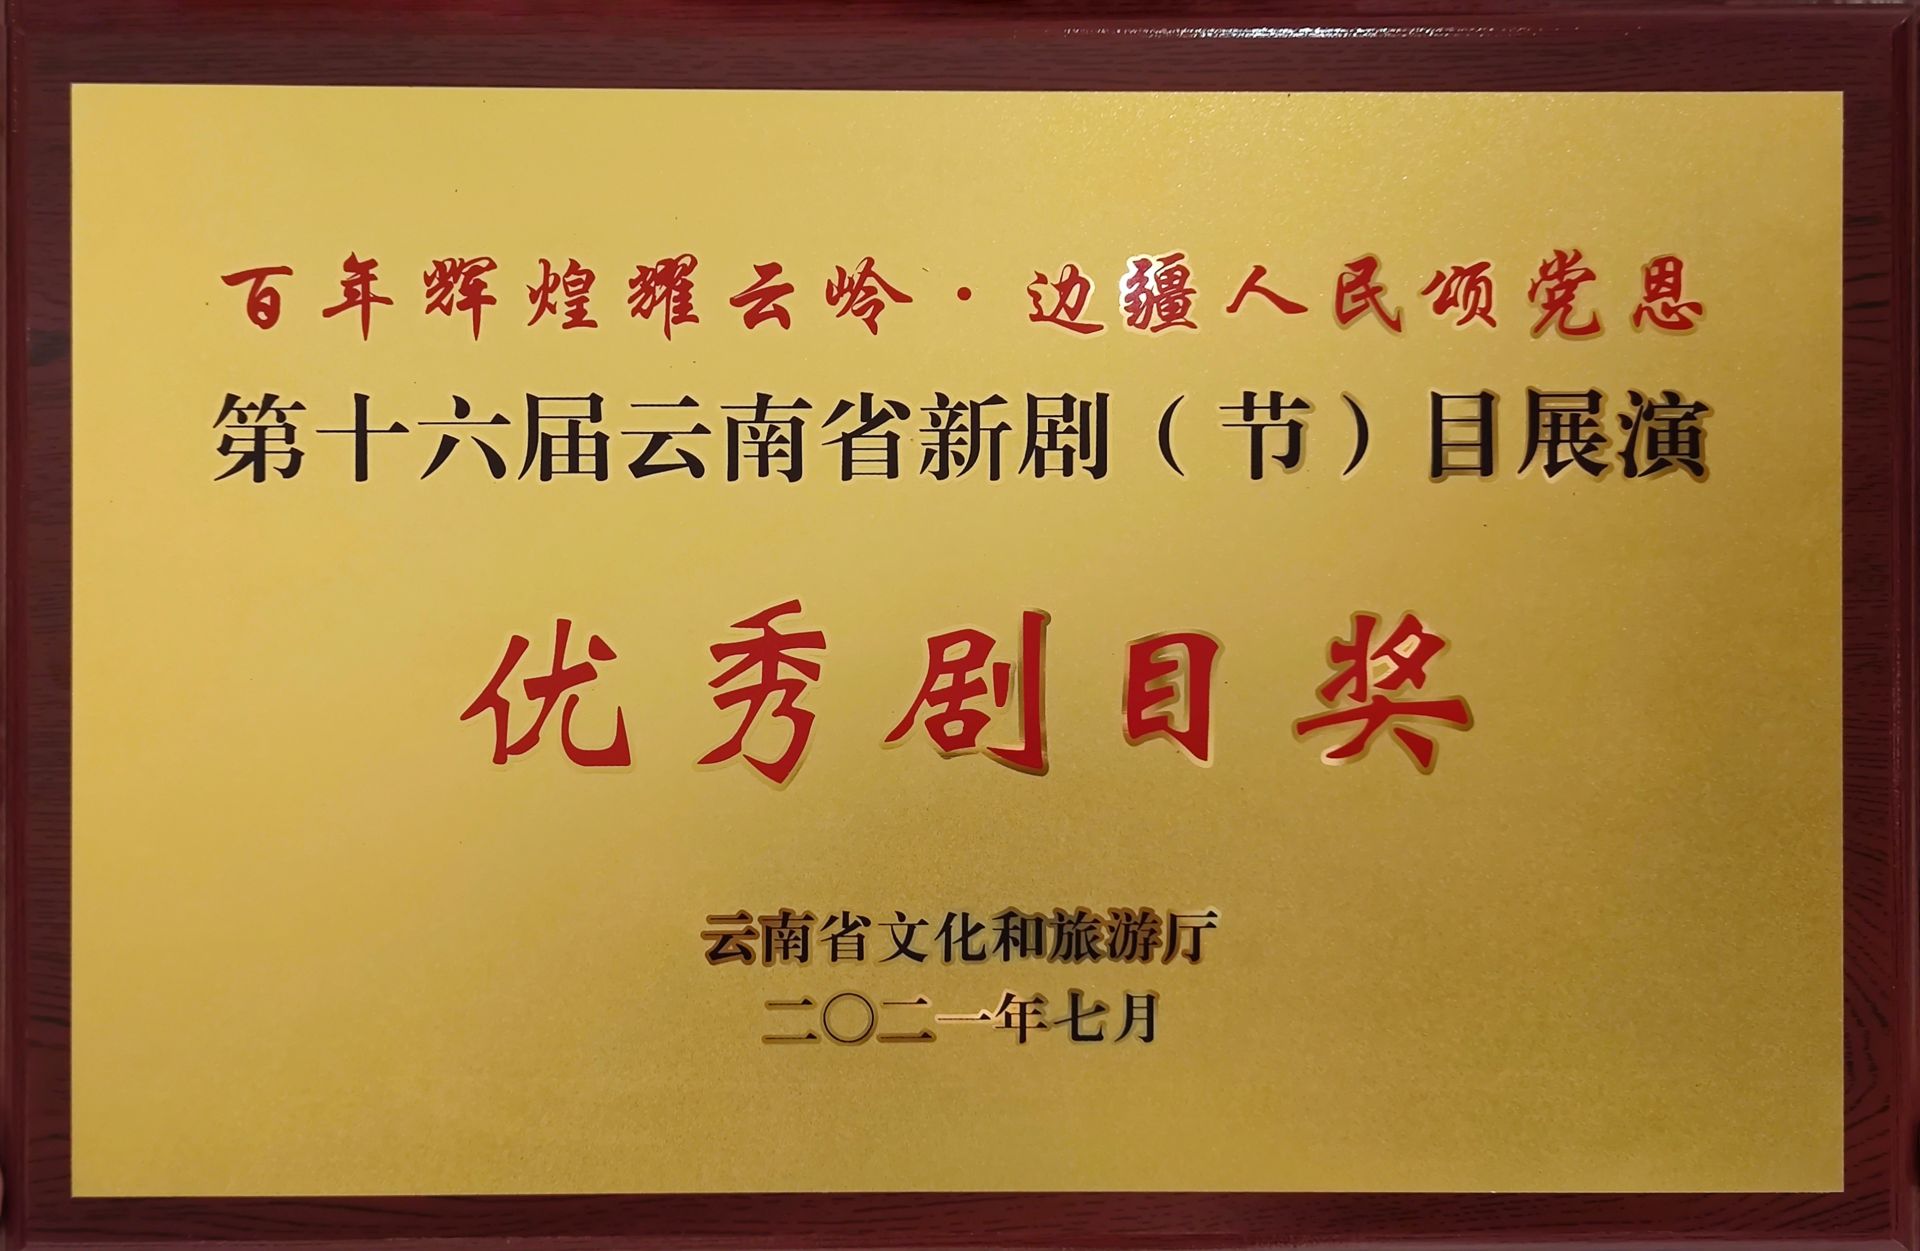 百年辉煌耀云岭·边疆人民颂党恩
第十六届云南省新剧（节）目展演
优秀剧目奖
云南省文化和旅游厅
二〇二一年七月